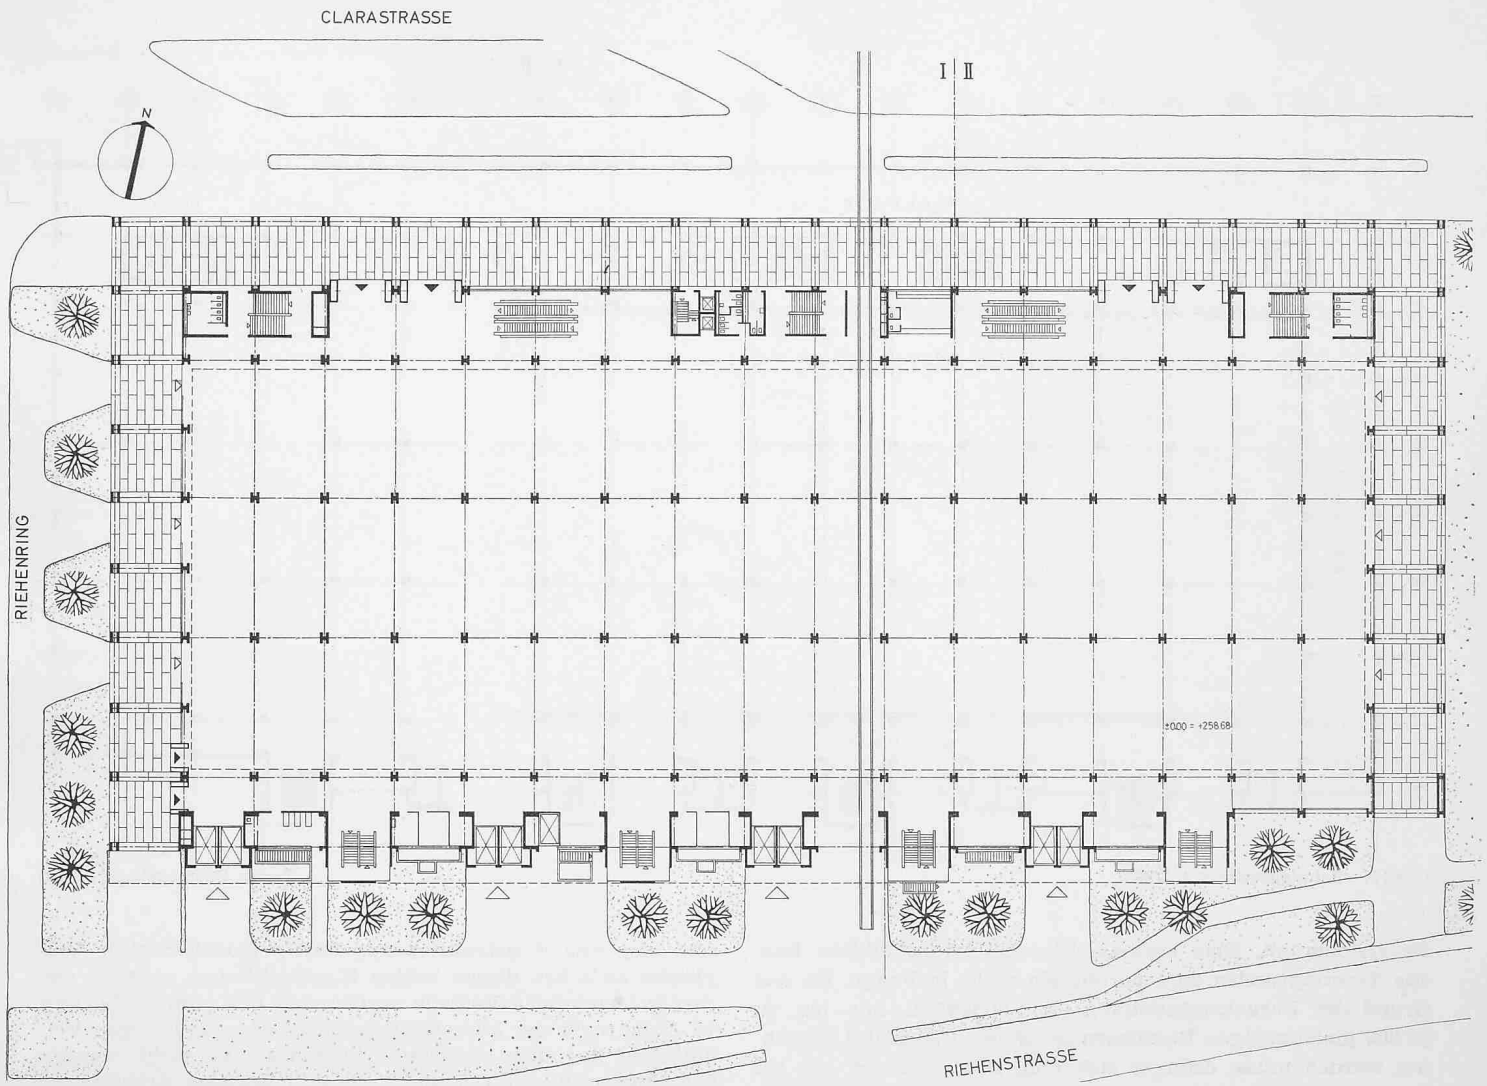 CLARASTRASSE
I II
N
RIEHENRING
±0.00 = +258.68
RIEHENSTRASSE